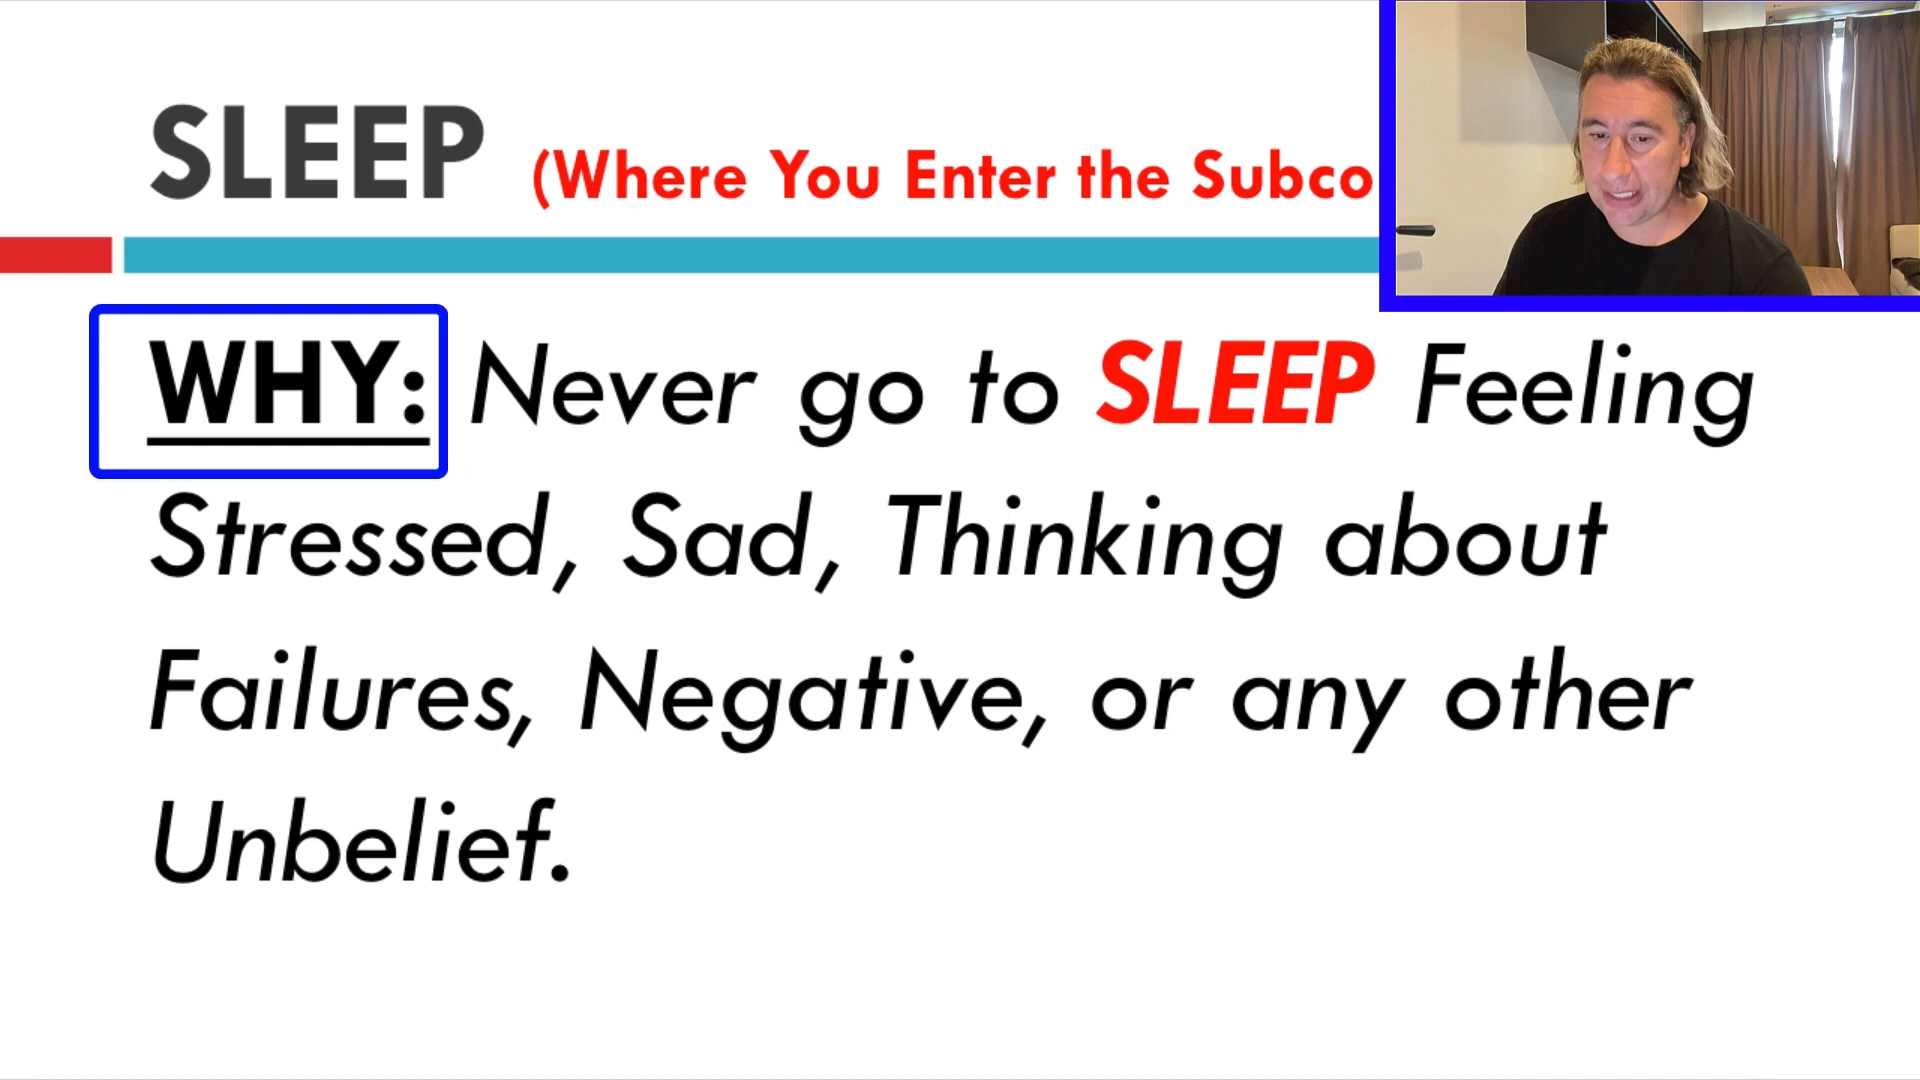 SLEEP (Where You Enter the Subco
WHY: Never go to SLEEP Feeling
Stressed, Sad, Thinking about
Failures, Negative, or any other
Unbelief.